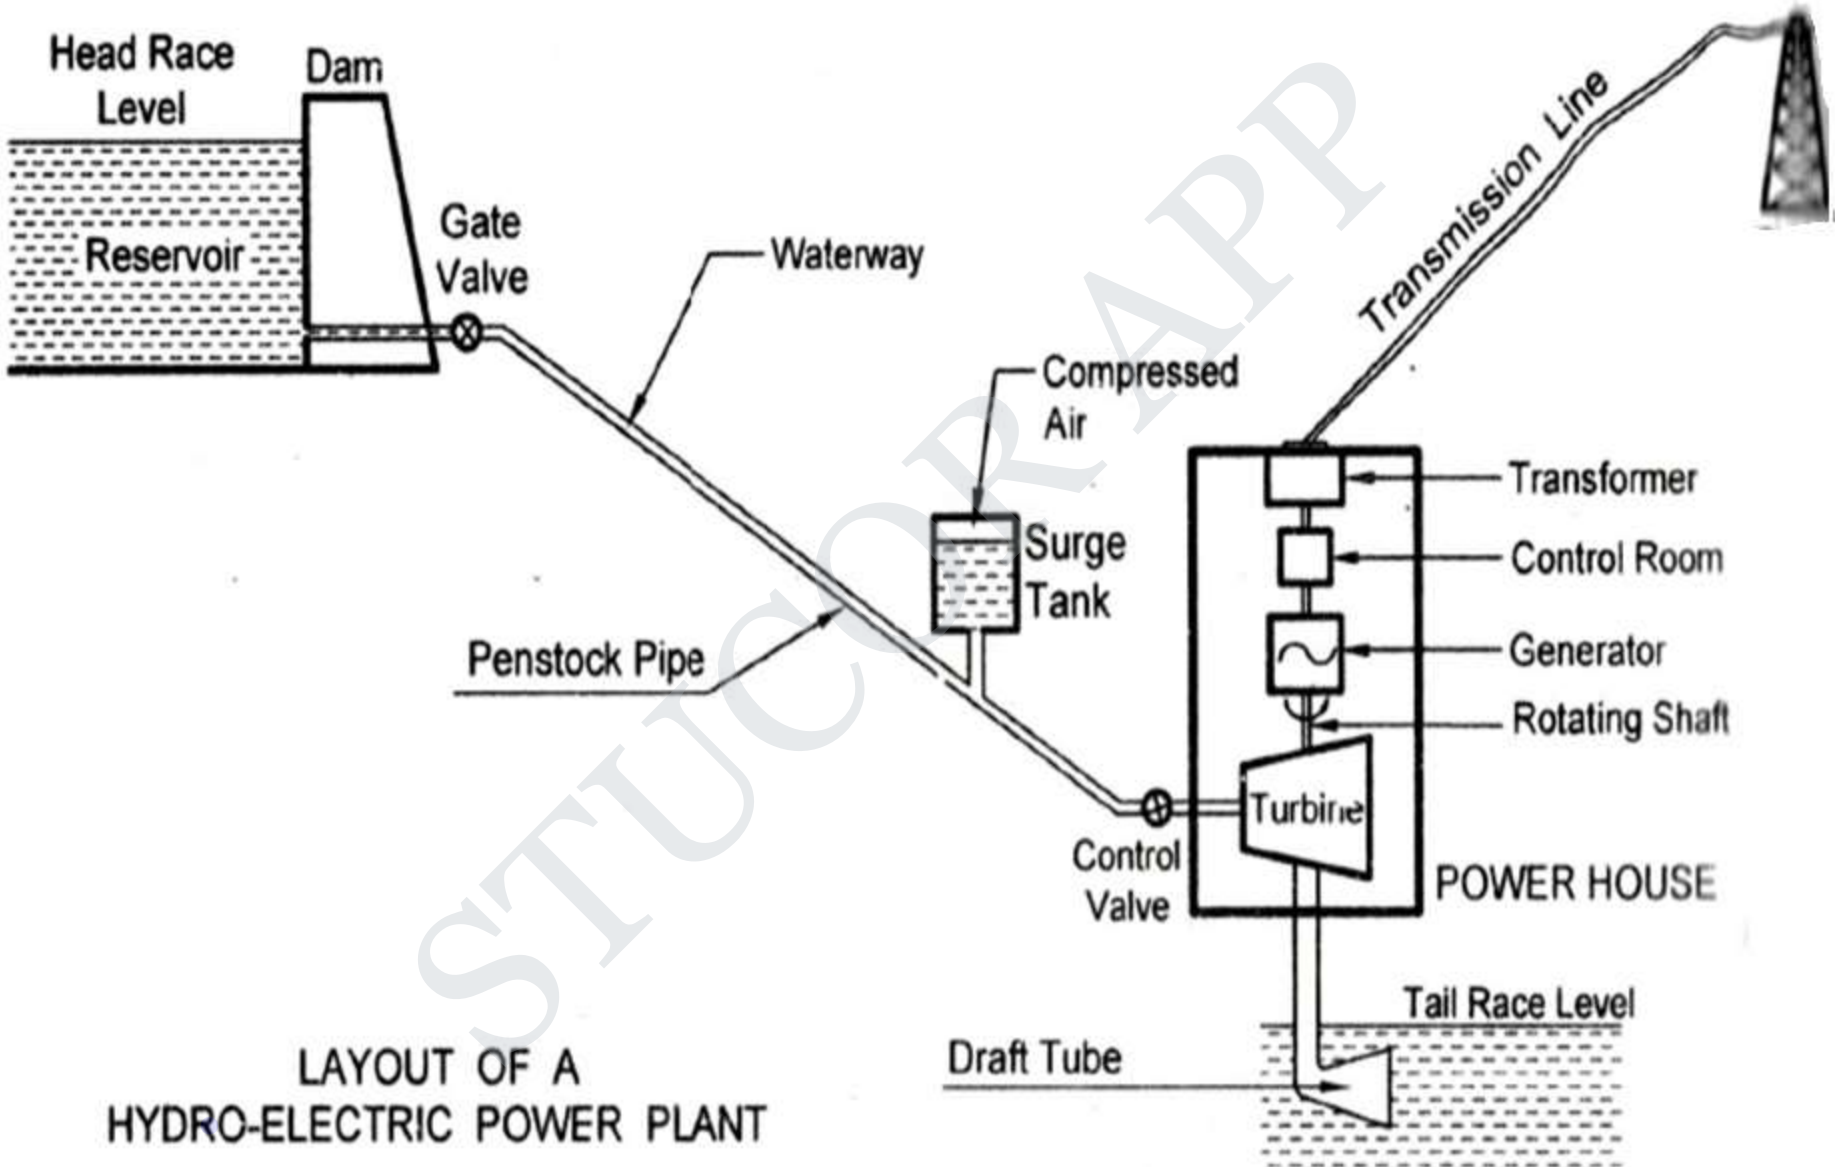 Head Race
Level
Dam
Reservoir
Gate
Valve
Waterway
Transmission Line
Compressed
Air
Surge
Tank
Penstock Pipe
Transformer
Control Room
Generator
Rotating Shaft
Turbine
Control
Valve
POWER HOUSE
Tail Race Level
Draft Tube
LAYOUT OF A
HYDRO-ELECTRIC POWER PLANT
STUCOR APP